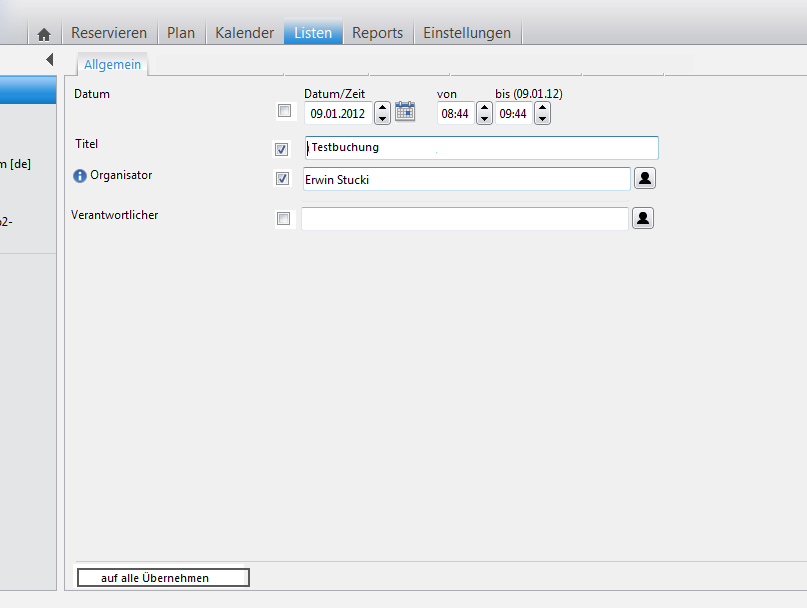 Reservieren Plan Kalender Listen Reports Einstellungen
Allgemein
Datum Datum/Zeit von bis (09.01.12)
09.01.2012 08:44 09:44
Titel Testbuchung
m [de]
Organisator Erwin Stucki
Verantwortlicher
2-
auf alle Übernehmen